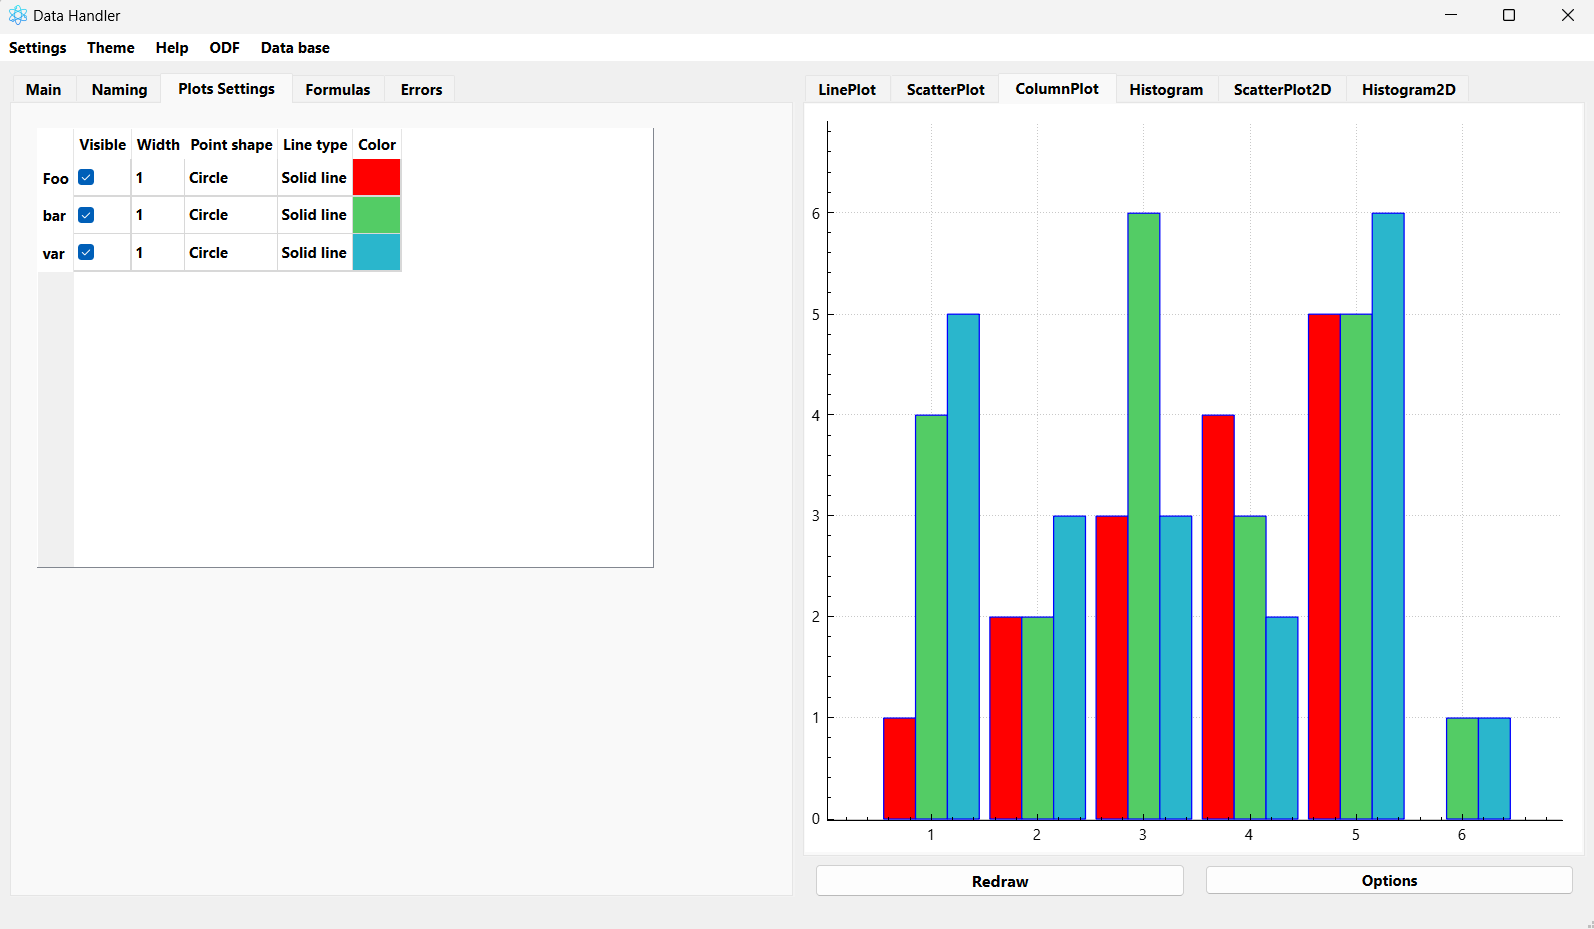 Data Handler
Settings Theme Help ODF Data base
Main Naming Plots Settings Formulas Errors
LinePlot ScatterPlot ColumnPlot Histogram ScatterPlot2D Histogram2D
Visible Width Point shape Line type Color
Foo 1 Circle Solid line
bar 1 Circle Solid line
var 1 Circle Solid line
6
5
4
3
2
1
0
1 2 3 4 5 6
Redraw Options